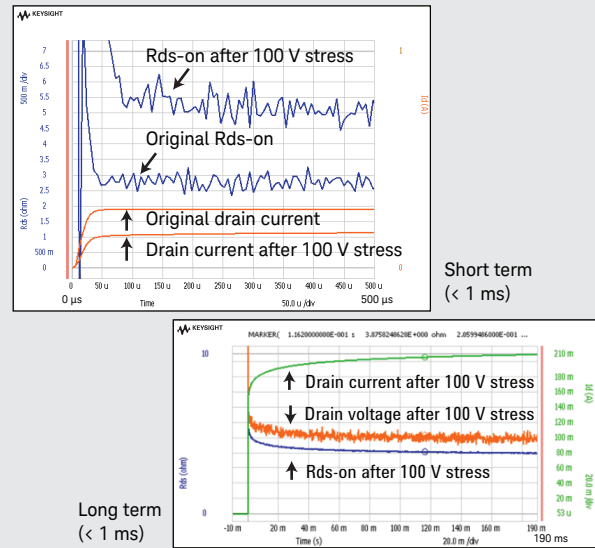 KEYSIGHT
Rds-on after 100 V stress
Original Rds-on
Original drain current
Drain current after 100 V stress
500 m /div
Rds (ohm)
7
6.5
6
5.5
5
4.5
4
3.5
3
2.5
2
1.5
1
500 m
0
1
Id (A)
0
0 50 u 100 u 150 u 200 u 250 u 300 u 350 u 400 u 450 u 500 u
0 µs Time 50.0 u /div 500 µs
Short term
(< 1 ms)
KEYSIGHT
MARKER( 1.1620000000E-001 s 3.8758248620E+000 ohm 2.0599486000E-001 ...
10
Rds (ohm)
0
Drain current after 100 V stress
Drain voltage after 100 V stress
Rds-on after 100 V stress
210 m
180 m
160 m
140 m
120 m
100 m
80 m
60 m
40 m
20 m
53 u
Id (A)
20.0 m /div
-10 m 20 m 40 m 60 m 80 m 100 m 120 m 140 m 160 m 190 m
Time (s) 20.0 m /div 190 ms
Long term
(< 1 ms)